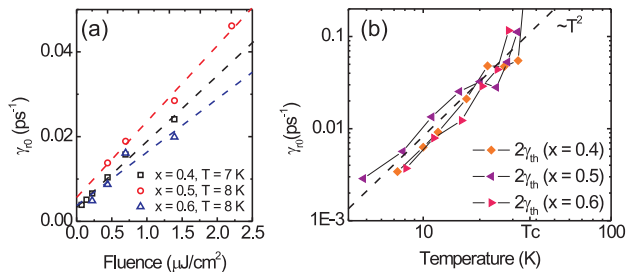 (a)
0.04
0.02
0.00
γr0 (ps⁻¹)
x = 0.4, T = 7 K
x = 0.5, T = 8 K
x = 0.6, T = 8 K
0.0 0.5 1.0 1.5 2.0 2.5
Fluence (μJ/cm²)
(b)
~T²
0.1
0.01
1E-3
γr0 (ps⁻¹)
2γth (x = 0.4)
2γth (x = 0.5)
2γth (x = 0.6)
10 Tc
Temperature (K)